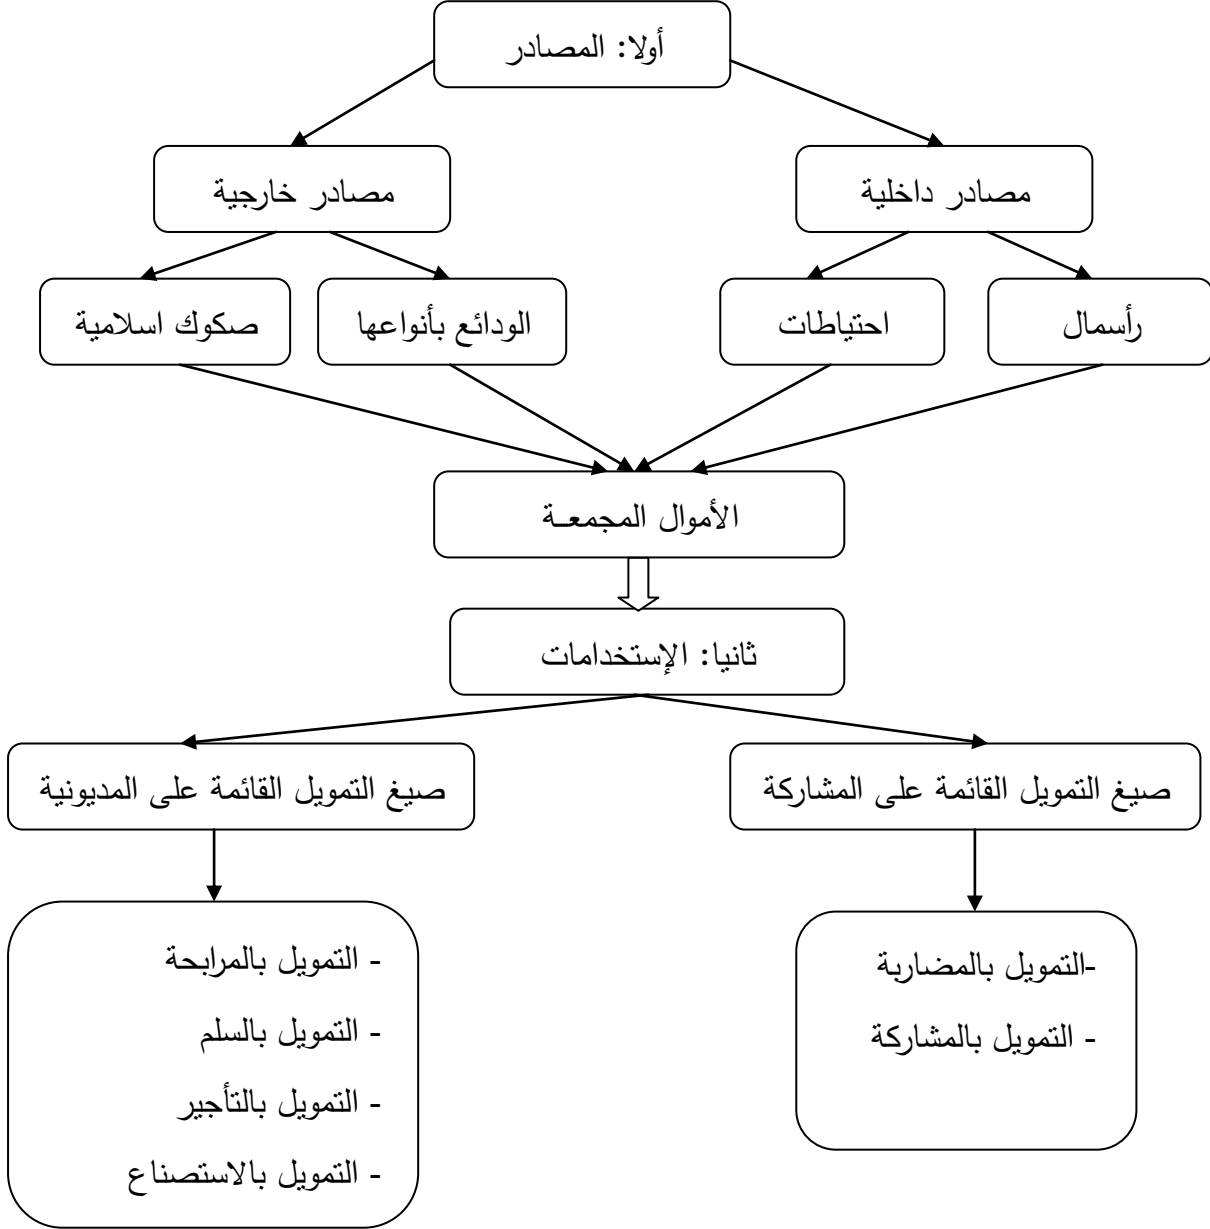 أولا: المصادر
مصادر داخلية
مصادر خارجية
رأسمال
احتياطات
الودائع بأنواعها
صكوك اسلامية
الأموال المجمعـة
ثانيا: الإستخدامات
صيغ التمويل القائمة على المشاركة
صيغ التمويل القائمة على المديونية
-التمويل بالمضاربة
- التمويل بالمشاركة
- التمويل بالمرابحة
- التمويل بالسلم
- التمويل بالتأجير
- التمويل بالاستصناع